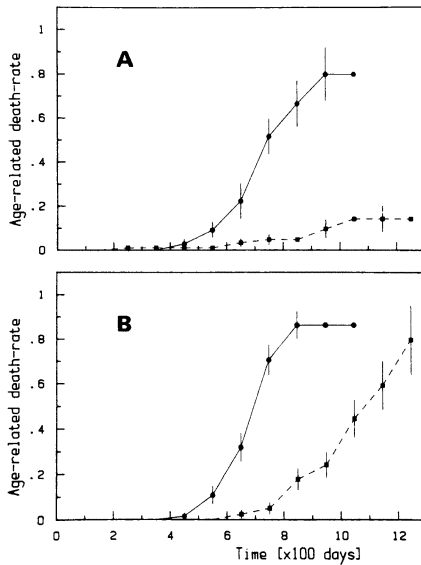 1
A
.8
.6
.4
.2
0
Age-related death-rate
1
B
.8
.6
.4
.2
0
Age-related death-rate
0 2 4 6 8 10 12
Time [x100 days]